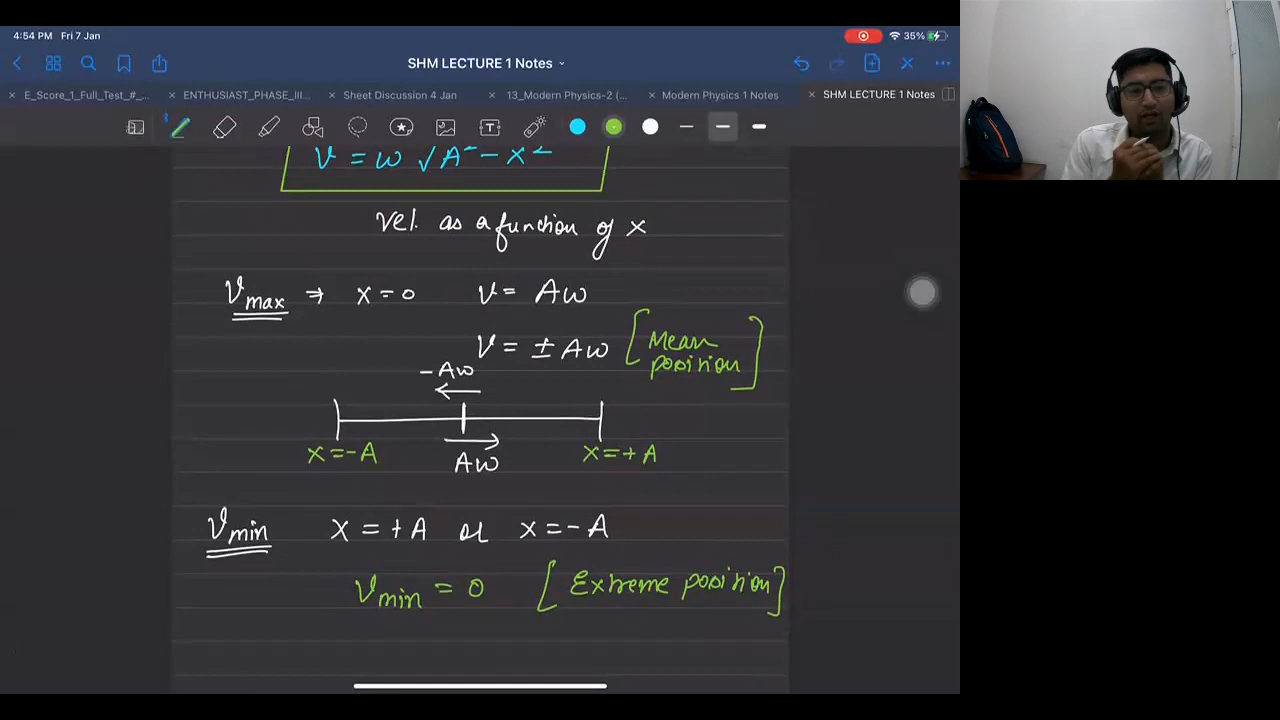 4:54 PM Fri 7 Jan
35%
SHM LECTURE 1 Notes
E_Score_1_Full_Test_#_...
ENTHUSIAST_PHASE_III...
Sheet Discussion 4 Jan
13_Modern Physics-2 (...
Modern Physics 1 Notes
SHM LECTURE 1 Notes
v = ω √A² − x²
Vel. as a function of x
Vmax ⇒ x = 0 v = Aω
v = ± Aω [Mean position]
−Aω
x = −A
x = +A
Aω
Vmin x = +A or x = −A
Vmin = 0 [Extreme position]